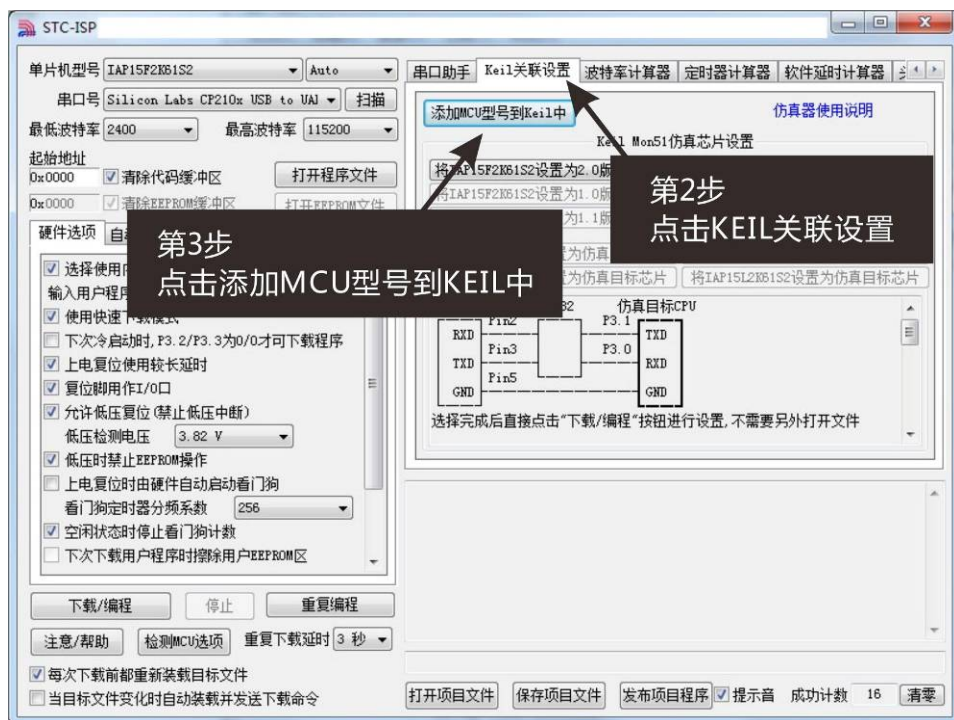 STC-ISP
单片机型号 IAP15F2K61S2 Auto
串口号 Silicon Labs CP210x USB to UAI 扫描
最低波特率 2400 最高波特率 115200
起始地址
0x0000 清除代码缓冲区 打开程序文件
0x0000 清除EEPROM缓冲区 打开EEPROM文件
硬件选项
选择使用
输入用户程序
使用快速下载模式
下次冷启动时, P3.2/P3.3为0/0才可下载程序
上电复位使用较长延时
复位脚用作I/O口
允许低压复位(禁止低压中断)
低压检测电压 3.82 V
低压时禁止EEPROM操作
上电复位时由硬件自动启动看门狗
看门狗定时器分频系数 256
空闲状态时停止看门狗计数
下次下载用户程序时擦除用户EEPROM区
下载/编程 停止 重复编程
注意/帮助 检测MCU选项 重复下载延时 3 秒
每次下载前都重新装载目标文件
当目标文件变化时自动装载并发送下载命令
串口助手 Keil关联设置 波特率计算器 定时器计算器 软件延时计算器
添加MCU型号到Keil中 仿真器使用说明
Keil Mon51仿真芯片设置
将IAP15F2K61S2设置为2.0版
将IAP15F2K61S2设置为1.0版
为1.1版
设置为仿真目标芯片 将IAP15L2K61S2设置为仿真目标芯片
第2步
点击KEIL关联设置
第3步
点击添加MCU型号到KEIL中
仿真目标CPU
Pin2 P3.1
RXD TXD
Pin3 P3.0
TXD RXD
Pin5
GND GND
选择完成后直接点击"下载/编程"按钮进行设置, 不需要另外打开文件
打开项目文件 保存项目文件 发布项目程序 提示音 成功计数 16 清零